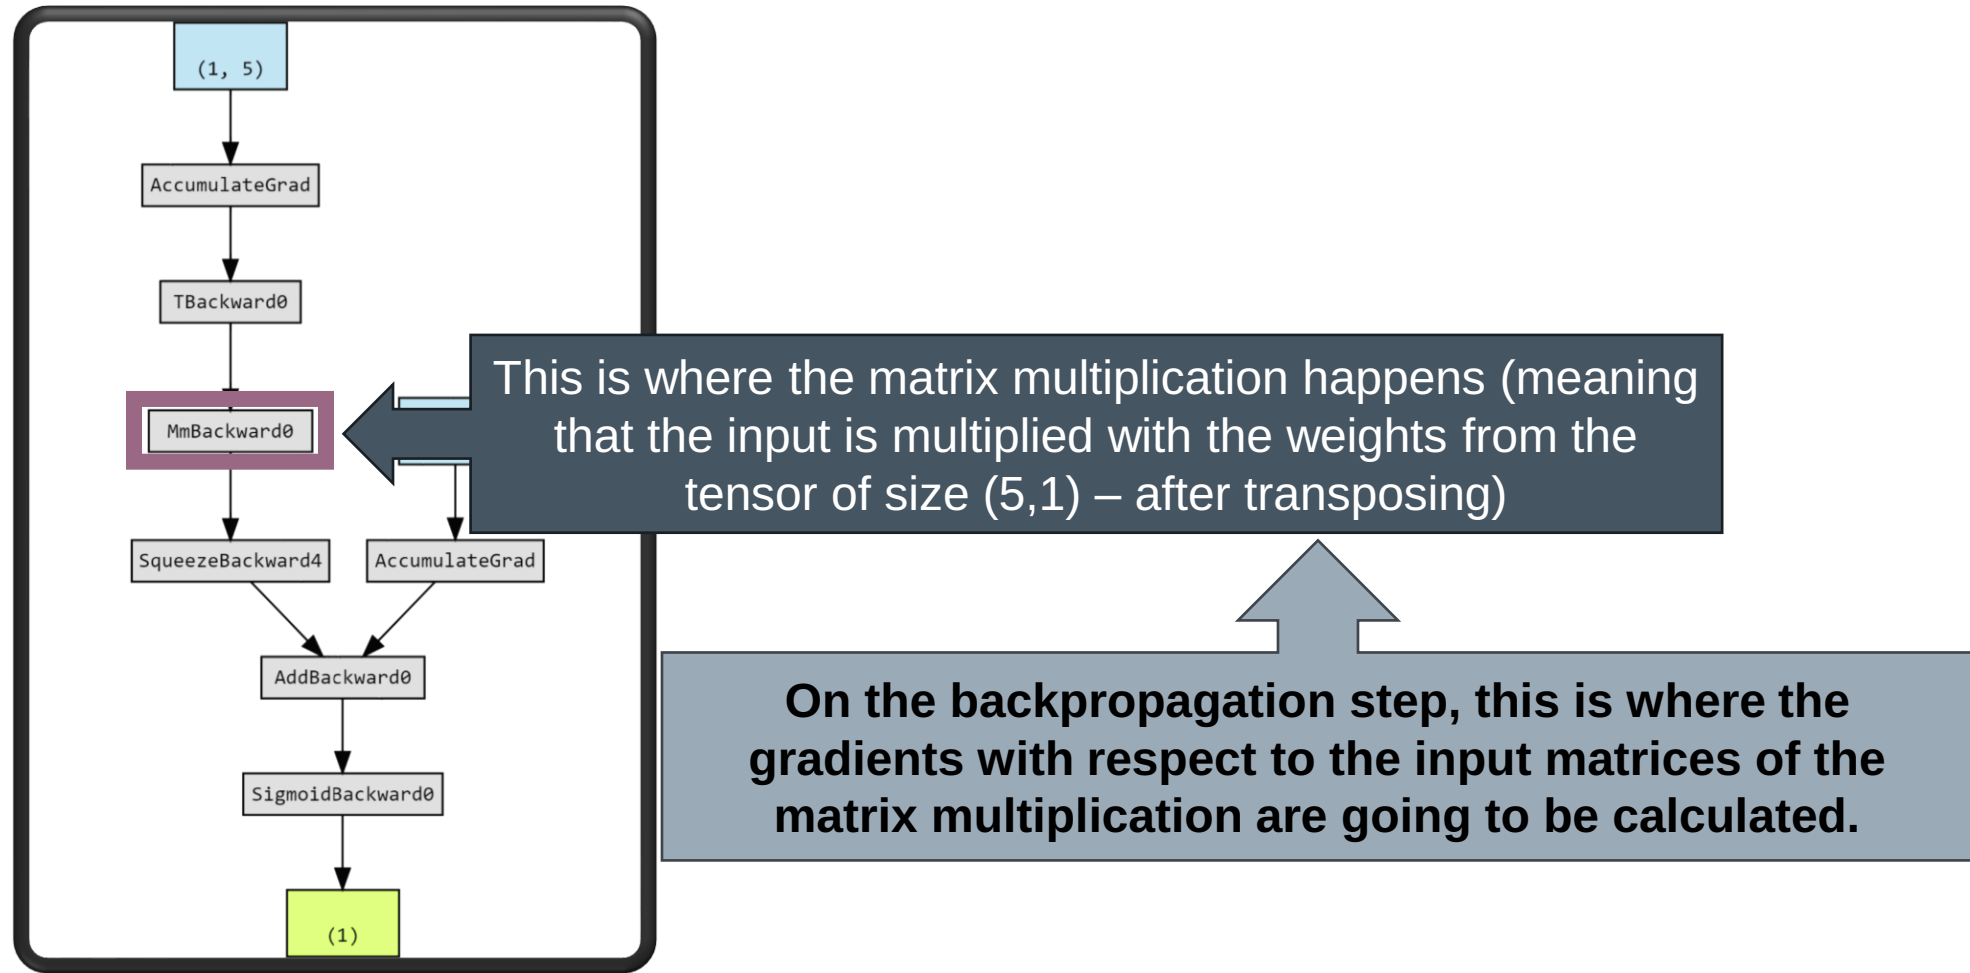 (1, 5)
AccumulateGrad
TBackward0
MmBackward0
This is where the matrix multiplication happens (meaning
that the input is multiplied with the weights from the
tensor of size (5,1) – after transposing)
SqueezeBackward4
AccumulateGrad
AddBackward0
SigmoidBackward0
(1)
On the backpropagation step, this is where the
gradients with respect to the input matrices of the
matrix multiplication are going to be calculated.